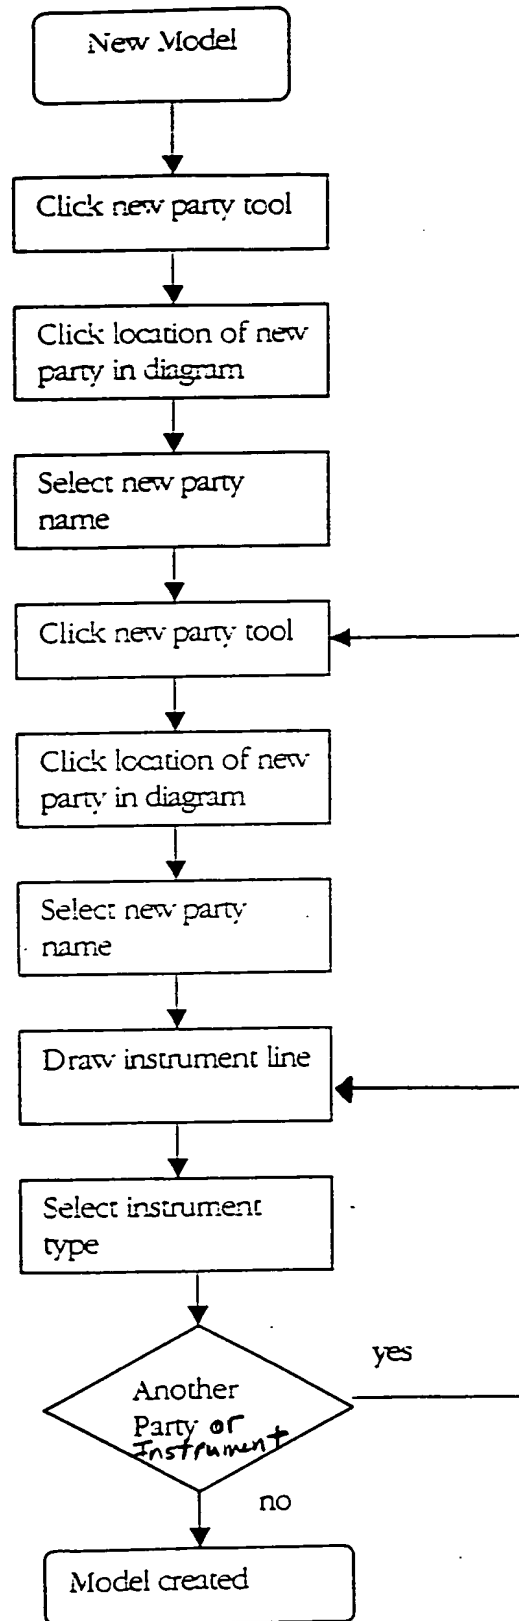 New Model
Click new party tool
Click location of new
party in diagram
Select new party
name
Click new party tool
Click location of new
party in diagram
Select new party
name
Draw instrument line
Select instrument
type
yes
Another
Party or
Instrument
no
Model created